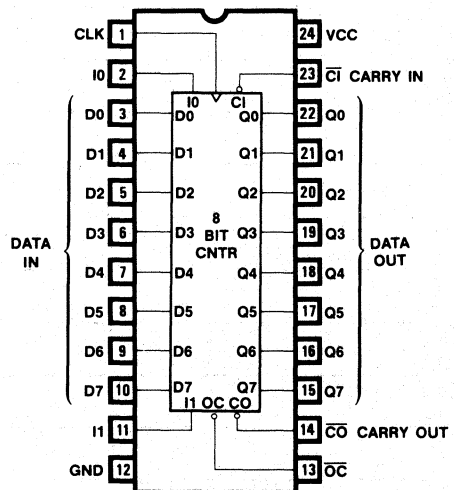 CLK 1 24 VCC
I0 2 23 C̅I̅ CARRY IN
I0 CI
D0 3 D0 Q0 22 Q0
D1 4 D1 Q1 21 Q1
D2 5 D2 Q2 20 Q2
D3 6 D3 8 Q3 19 Q3
DATA IN BIT DATA OUT
CNTR
D4 7 D4 Q4 18 Q4
D5 8 D5 Q5 17 Q5
D6 9 D6 Q6 16 Q6
D7 10 D7 Q7 15 Q7
I1 OC CO
I1 11 14 C̅O̅ CARRY OUT
GND 12 13 O̅C̅